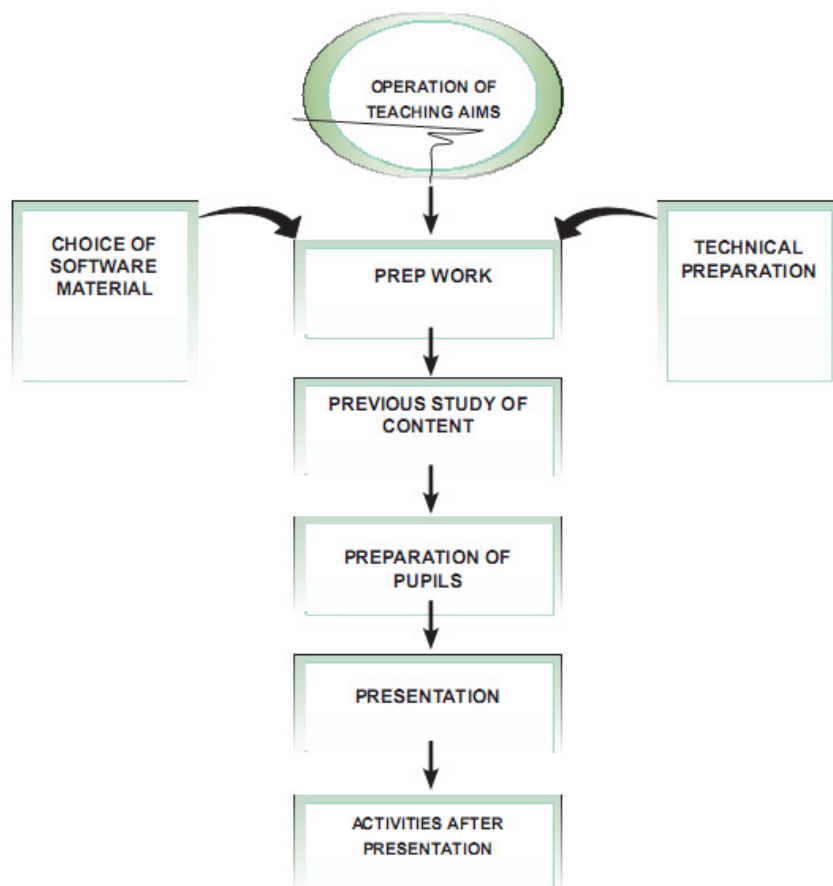 OPERATION OF
TEACHING AIMS
CHOICE OF
SOFTWARE
MATERIAL
PREP WORK
TECHNICAL
PREPARATION
PREVIOUS STUDY OF
CONTENT
PREPARATION OF
PUPILS
PRESENTATION
ACTIVITIES AFTER
PRESENTATION